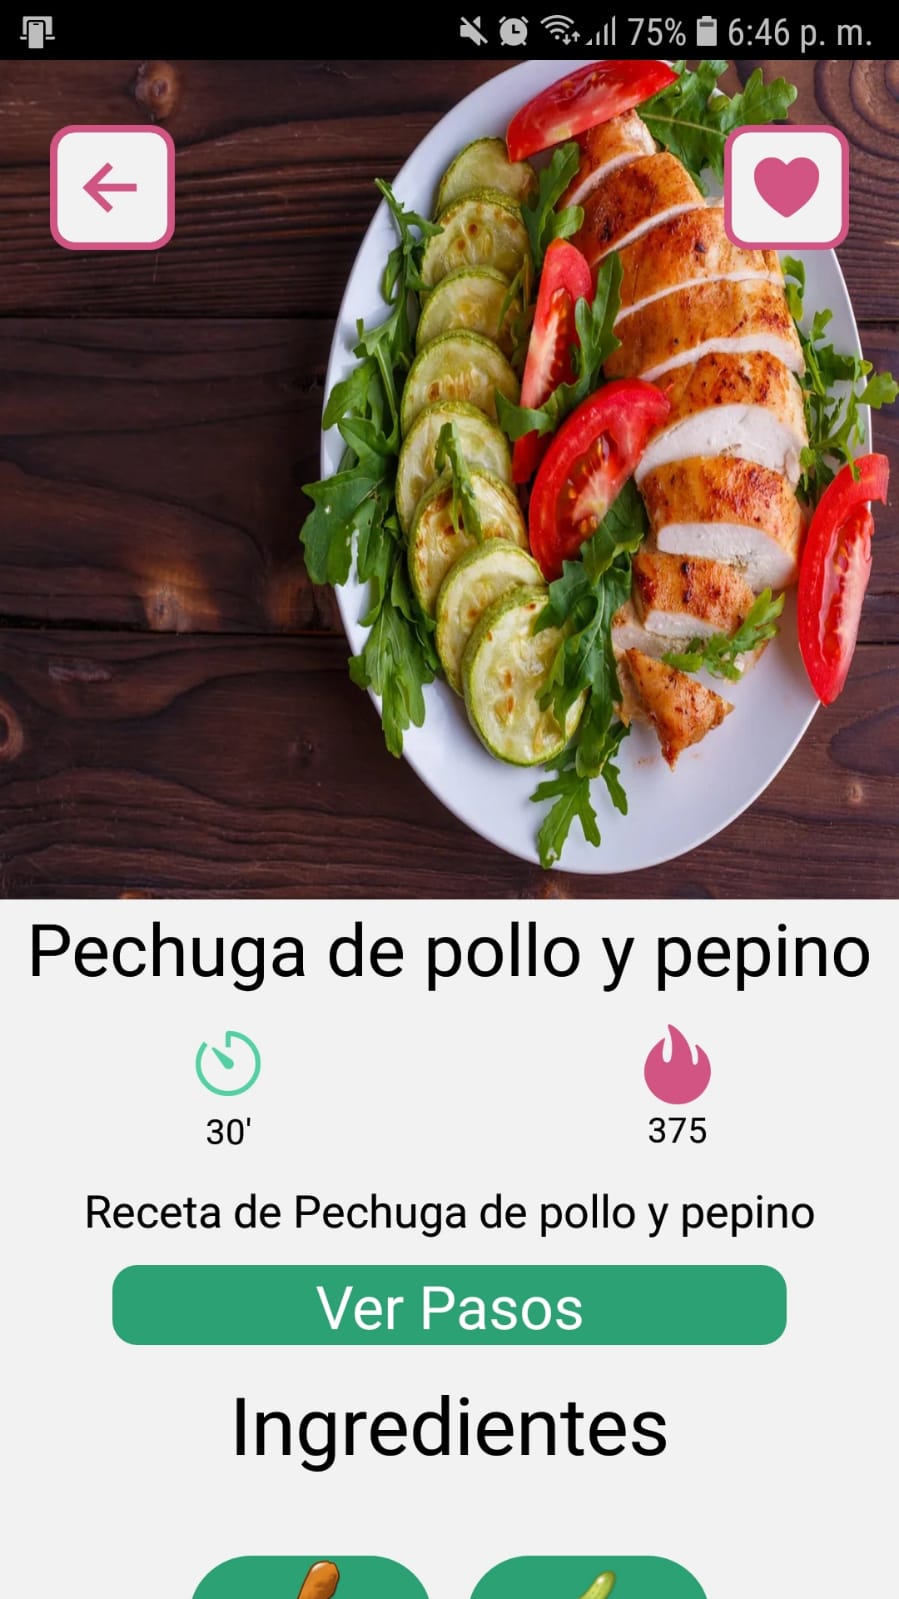 75% 6:46 p. m.
Pechuga de pollo y pepino
30' 375
Receta de Pechuga de pollo y pepino
Ver Pasos
Ingredientes